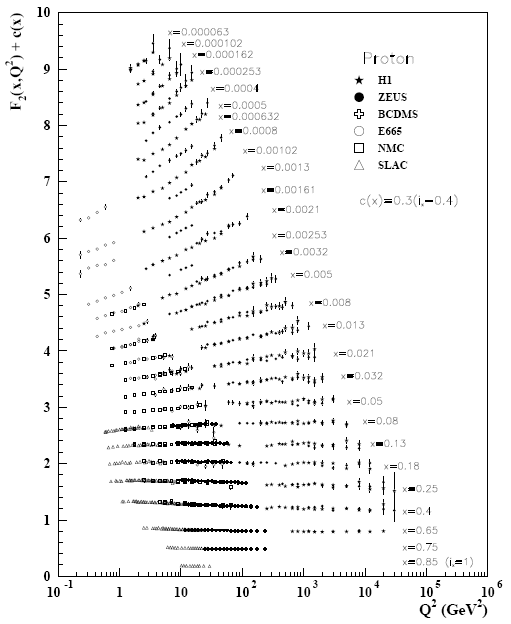 F2(x,Q2) + c(x)
10
9
8
7
6
5
4
3
2
1
0
x=0.000063
x=0.000102
x=0.000162
x=0.000253
x=0.0004
x=0.0005
x=0.000632
x=0.0008
x=0.00102
x=0.0013
x=0.00161
x=0.0021
x=0.00253
x=0.0032
x=0.005
x=0.008
x=0.013
x=0.021
x=0.032
x=0.05
x=0.08
x=0.13
x=0.18
x=0.25
x=0.4
x=0.65
x=0.75
x=0.85 (ix=1)
Proton
H1
ZEUS
BCDMS
E665
NMC
SLAC
c(x)=0.3(ix-0.4)
10-1 1 10 102 103 104 105 106
Q2 (GeV2)